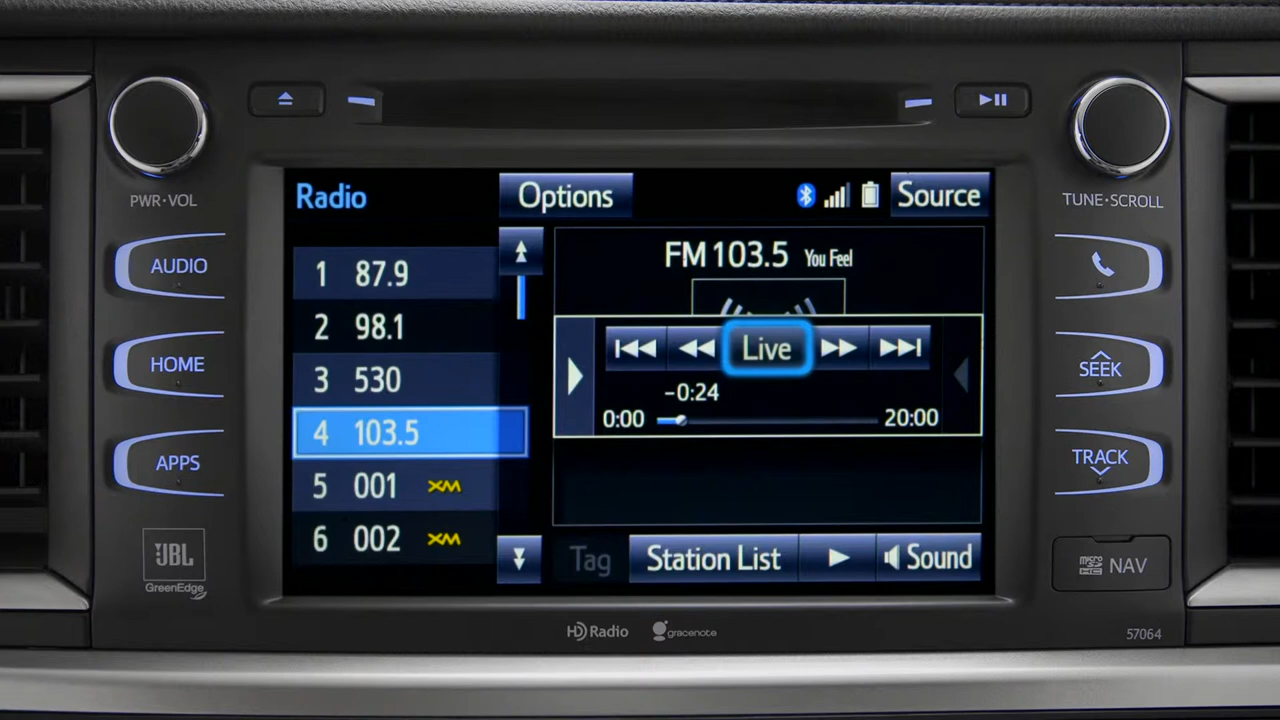 PWR·VOL
TUNE·SCROLL
AUDIO
HOME
APPS
JBL
GreenEdge
SEEK
TRACK
micro
HC
NAV
57064
HD Radio
gracenote
Radio
Options
Source
1 87.9
2 98.1
3 530
4 103.5
5 001 XM
6 002 XM
FM 103.5 You Feel
Live
-0:24
0:00
20:00
Tag
Station List
Sound